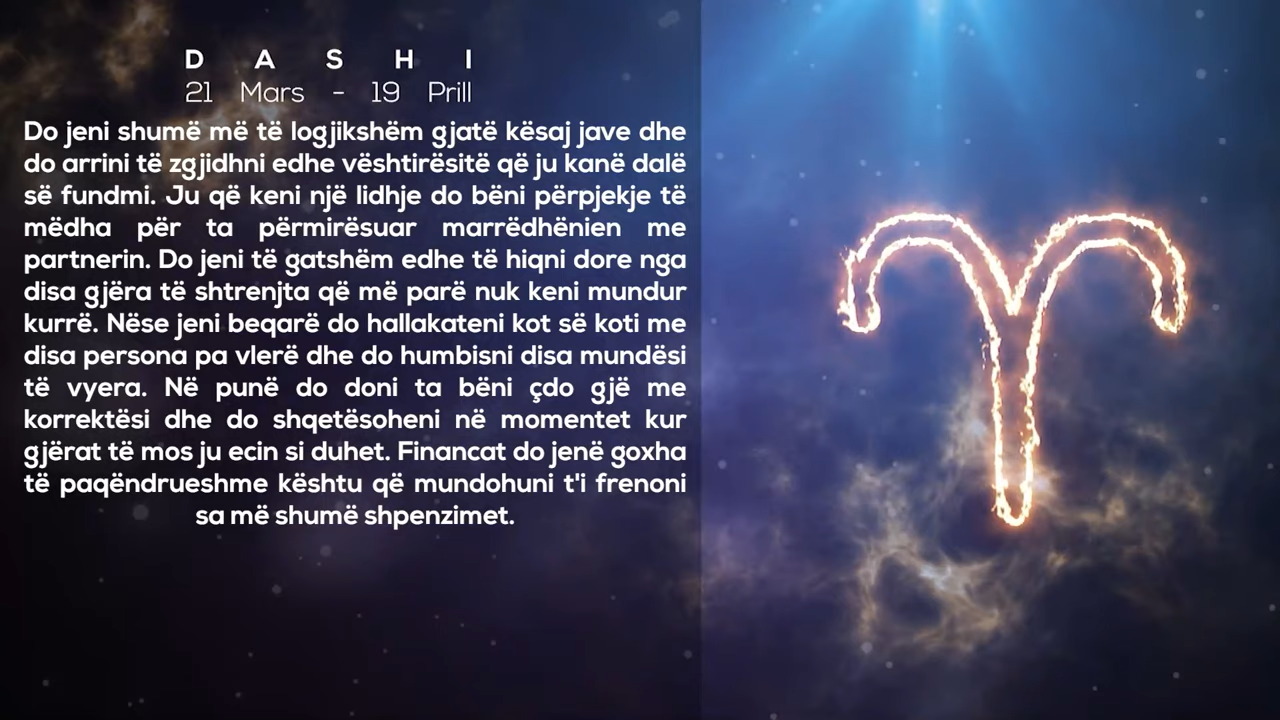 DASHI
21 Mars - 19 Prill
Do jeni shumë më të logjikshëm gjatë kësaj jave dhe
do arrini të zgjidhni edhe vështirësitë që ju kanë dalë
së fundmi. Ju që keni një lidhje do bëni përpjekje të
mëdha për ta përmirësuar marrëdhënien me
partnerin. Do jeni të gatshëm edhe të hiqni dore nga
disa gjëra të shtrenjta që më parë nuk keni mundur
kurrë. Nëse jeni beqarë do hallakateni kot së koti me
disa persona pa vlerë dhe do humbisni disa mundësi
të vyera. Në punë do doni ta bëni çdo gjë me
korrektësi dhe do shqetësoheni në momentet kur
gjërat të mos ju ecin si duhet. Financat do jenë goxha
të paqëndrueshme kështu që mundohuni t'i frenoni
sa më shumë shpenzimet.